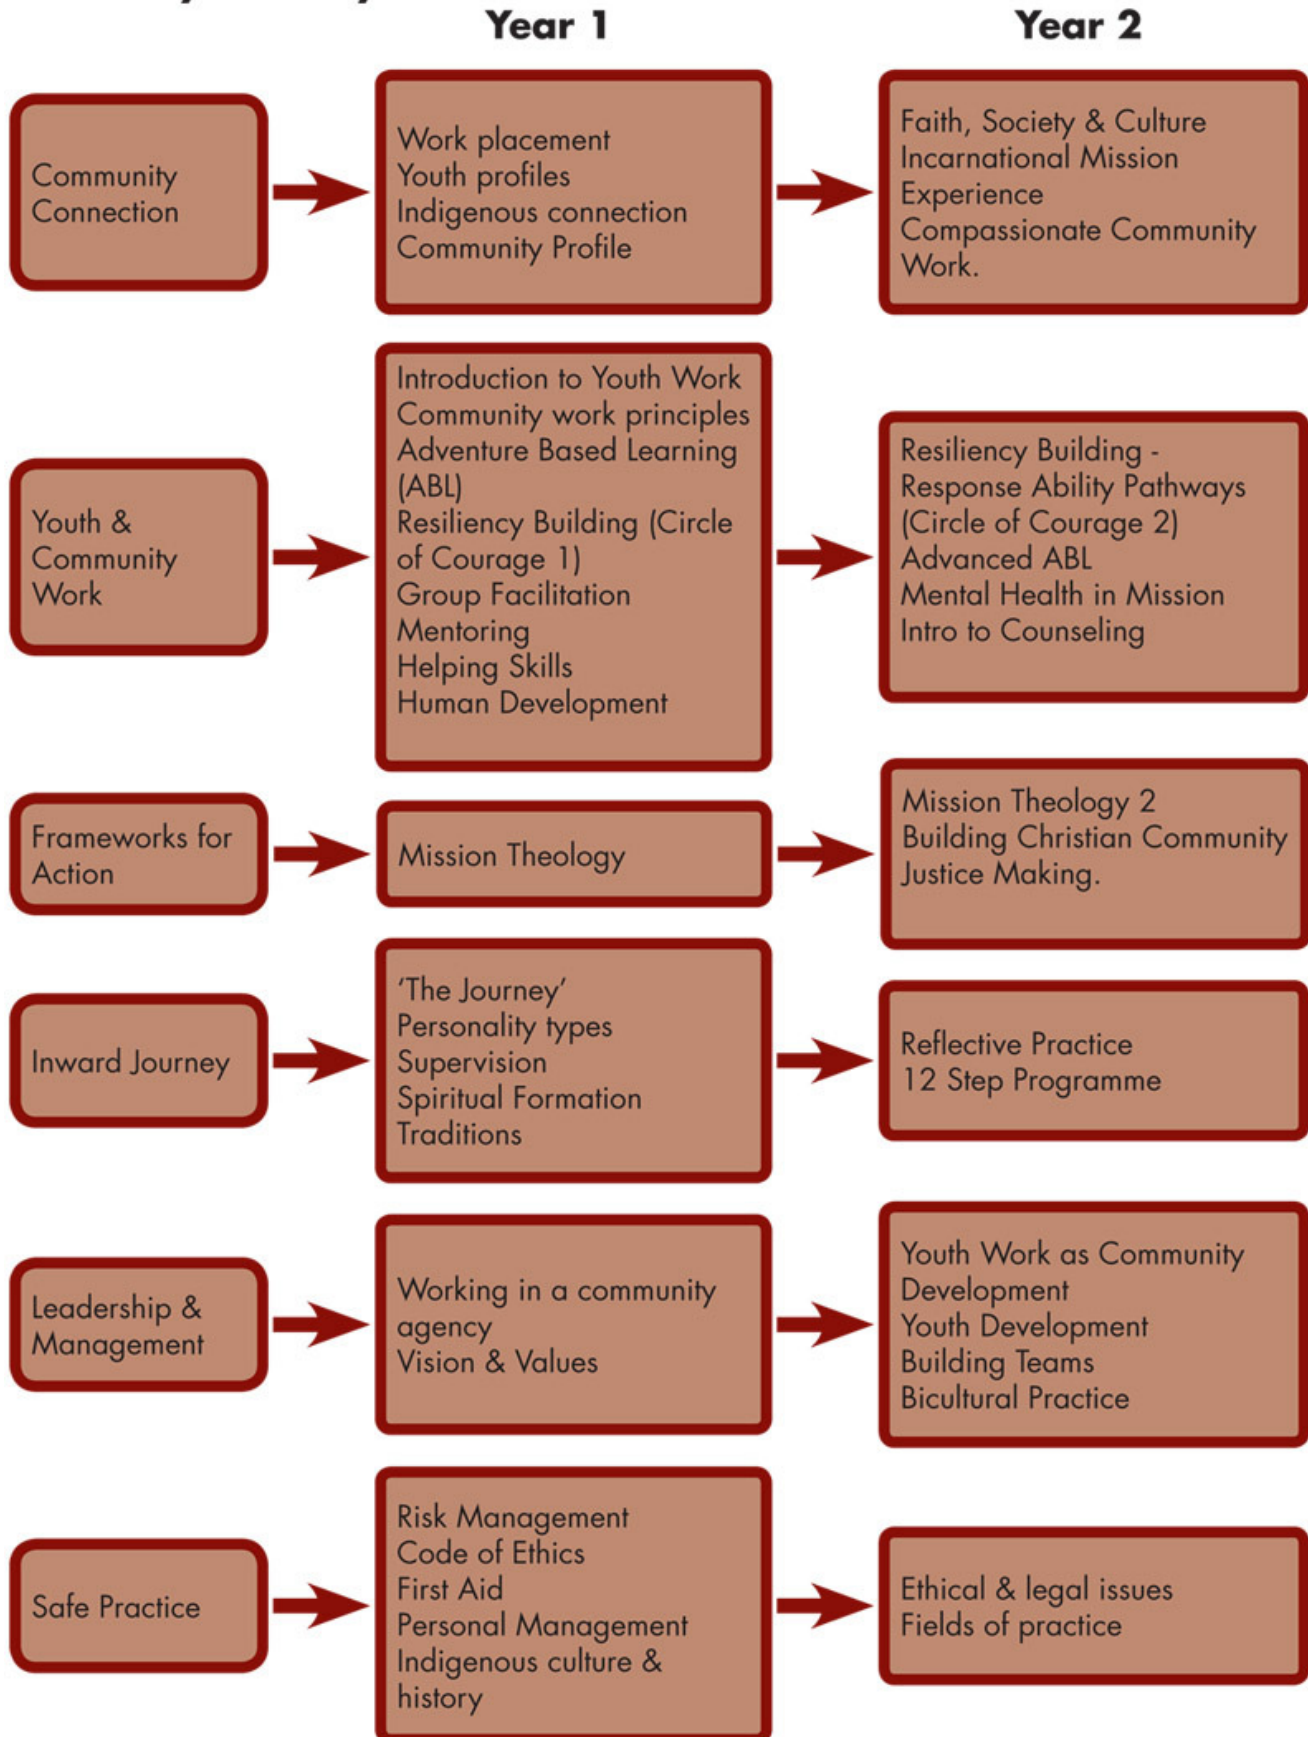 Year 1
Year 2
Community
Connection
Work placement
Youth profiles
Indigenous connection
Community Profile
Faith, Society & Culture
Incarnational Mission
Experience
Compassionate Community
Work.
Youth &
Community
Work
Introduction to Youth Work
Community work principles
Adventure Based Learning
(ABL)
Resiliency Building (Circle
of Courage 1)
Group Facilitation
Mentoring
Helping Skills
Human Development
Resiliency Building -
Response Ability Pathways
(Circle of Courage 2)
Advanced ABL
Mental Health in Mission
Intro to Counseling
Frameworks for
Action
Mission Theology
Mission Theology 2
Building Christian Community
Justice Making.
Inward Journey
‘The Journey’
Personality types
Supervision
Spiritual Formation
Traditions
Reflective Practice
12 Step Programme
Leadership &
Management
Working in a community
agency
Vision & Values
Youth Work as Community
Development
Youth Development
Building Teams
Bicultural Practice
Safe Practice
Risk Management
Code of Ethics
First Aid
Personal Management
Indigenous culture &
history
Ethical & legal issues
Fields of practice